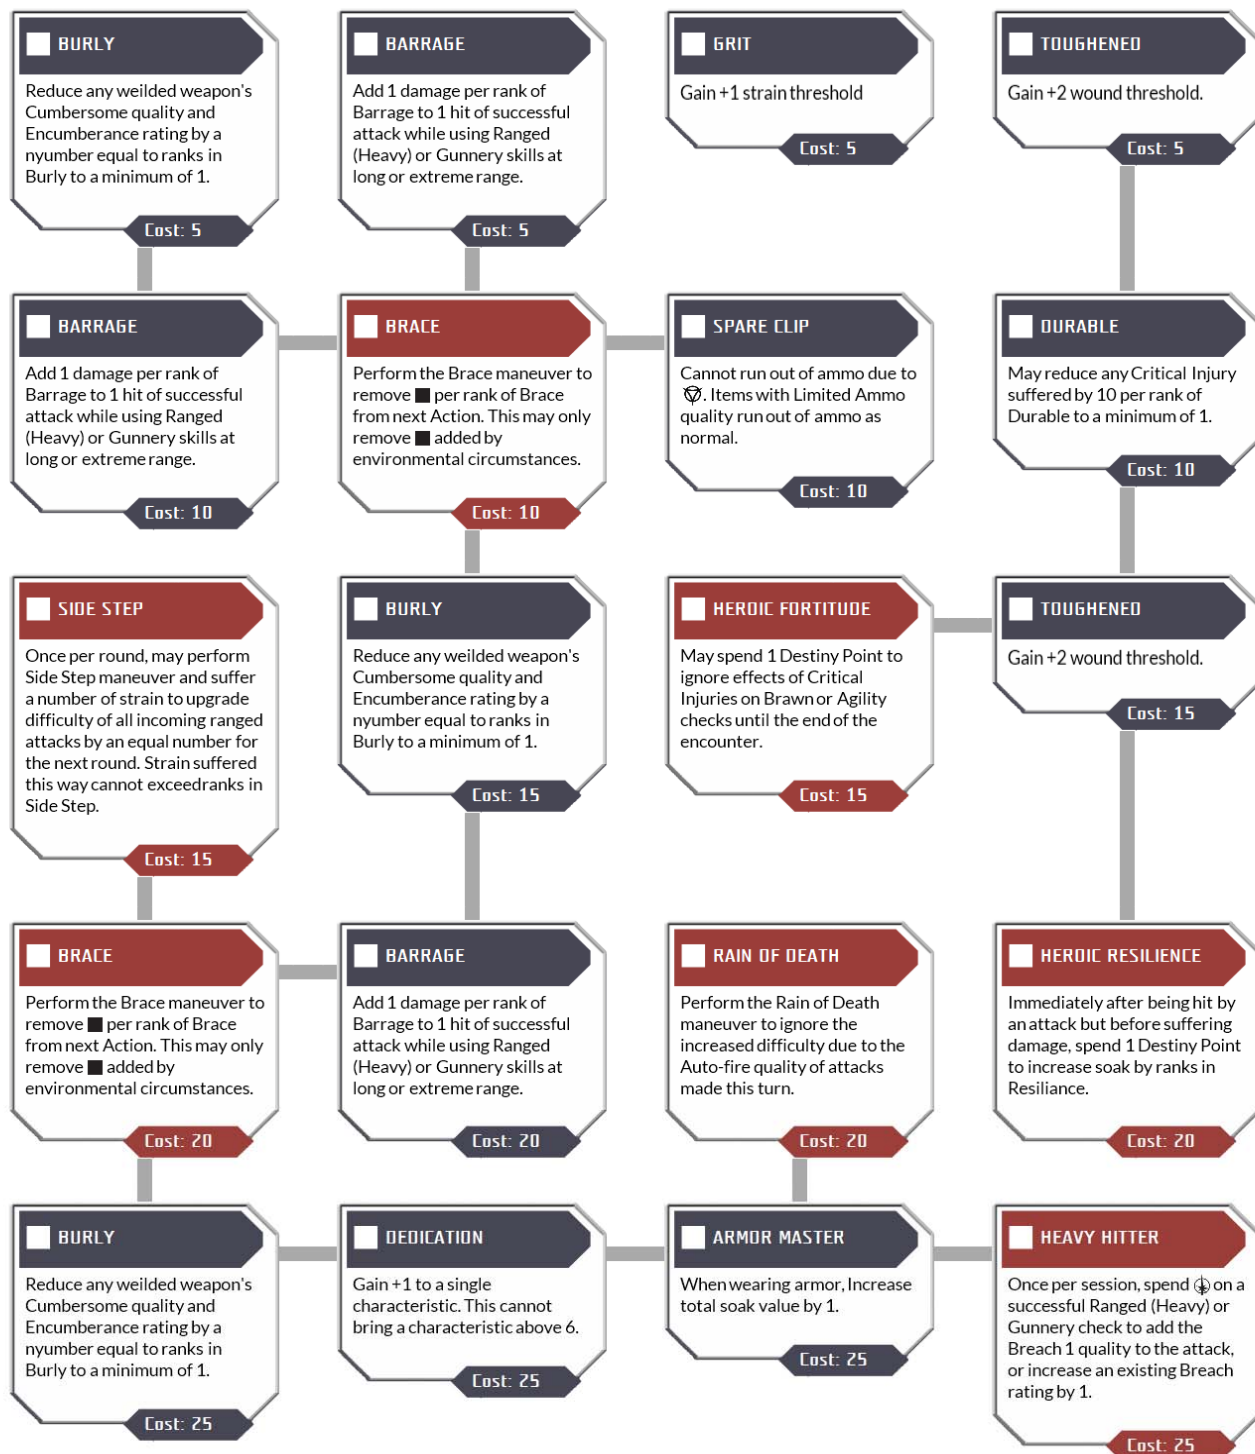 BURLY
Reduce any weilded weapon's
Cumbersome quality and
Encumberance rating by a
nyumber equal to ranks in
Burly to a minimum of 1.
Cost: 5
BARRAGE
Add 1 damage per rank of
Barrage to 1 hit of successful
attack while using Ranged
(Heavy) or Gunnery skills at
long or extreme range.
Cost: 5
GRIT
Gain +1 strain threshold
Cost: 5
TOUGHENED
Gain +2 wound threshold.
Cost: 5
BARRAGE
Add 1 damage per rank of
Barrage to 1 hit of successful
attack while using Ranged
(Heavy) or Gunnery skills at
long or extreme range.
Cost: 10
BRACE
Perform the Brace maneuver to
remove ■ per rank of Brace
from next Action. This may only
remove ■ added by
environmental circumstances.
Cost: 10
SPARE CLIP
Cannot run out of ammo due to
. Items with Limited Ammo
quality run out of ammo as
normal.
Cost: 10
DURABLE
May reduce any Critical Injury
suffered by 10 per rank of
Durable to a minimum of 1.
Cost: 10
SIDE STEP
Once per round, may perform
Side Step maneuver and suffer
a number of strain to upgrade
difficulty of all incoming ranged
attacks by an equal number for
the next round. Strain suffered
this way cannot exceedranks in
Side Step.
Cost: 15
BURLY
Reduce any weilded weapon's
Cumbersome quality and
Encumberance rating by a
nyumber equal to ranks in
Burly to a minimum of 1.
Cost: 15
HEROIC FORTITUDE
May spend 1 Destiny Point to
ignore effects of Critical
Injuries on Brawn or Agility
checks until the end of the
encounter.
Cost: 15
TOUGHENED
Gain +2 wound threshold.
Cost: 15
BRACE
Perform the Brace maneuver to
remove ■ per rank of Brace
from next Action. This may only
remove ■ added by
environmental circumstances.
Cost: 20
BARRAGE
Add 1 damage per rank of
Barrage to 1 hit of successful
attack while using Ranged
(Heavy) or Gunnery skills at
long or extreme range.
Cost: 20
RAIN OF DEATH
Perform the Rain of Death
maneuver to ignore the
increased difficulty due to the
Auto-fire quality of attacks
made this turn.
Cost: 20
HEROIC RESILIENCE
Immediately after being hit by
an attack but before suffering
damage, spend 1 Destiny Point
to increase soak by ranks in
Resiliance.
Cost: 20
BURLY
Reduce any weilded weapon's
Cumbersome quality and
Encumberance rating by a
nyumber equal to ranks in
Burly to a minimum of 1.
Cost: 25
DEDICATION
Gain +1 to a single
characteristic. This cannot
bring a characteristic above 6.
Cost: 25
ARMOR MASTER
When wearing armor, Increase
total soak value by 1.
Cost: 25
HEAVY HITTER
Once per session, spend on a
successful Ranged (Heavy) or
Gunnery check to add the
Breach 1 quality to the attack,
or increase an existing Breach
rating by 1.
Cost: 25